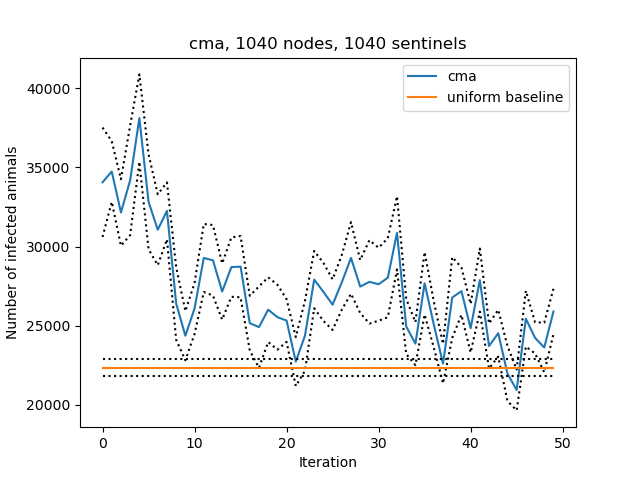 cma, 1040 nodes, 1040 sentinels
cma
uniform baseline
Number of infected animals
40000
35000
30000
25000
20000
0 10 20 30 40 50
Iteration